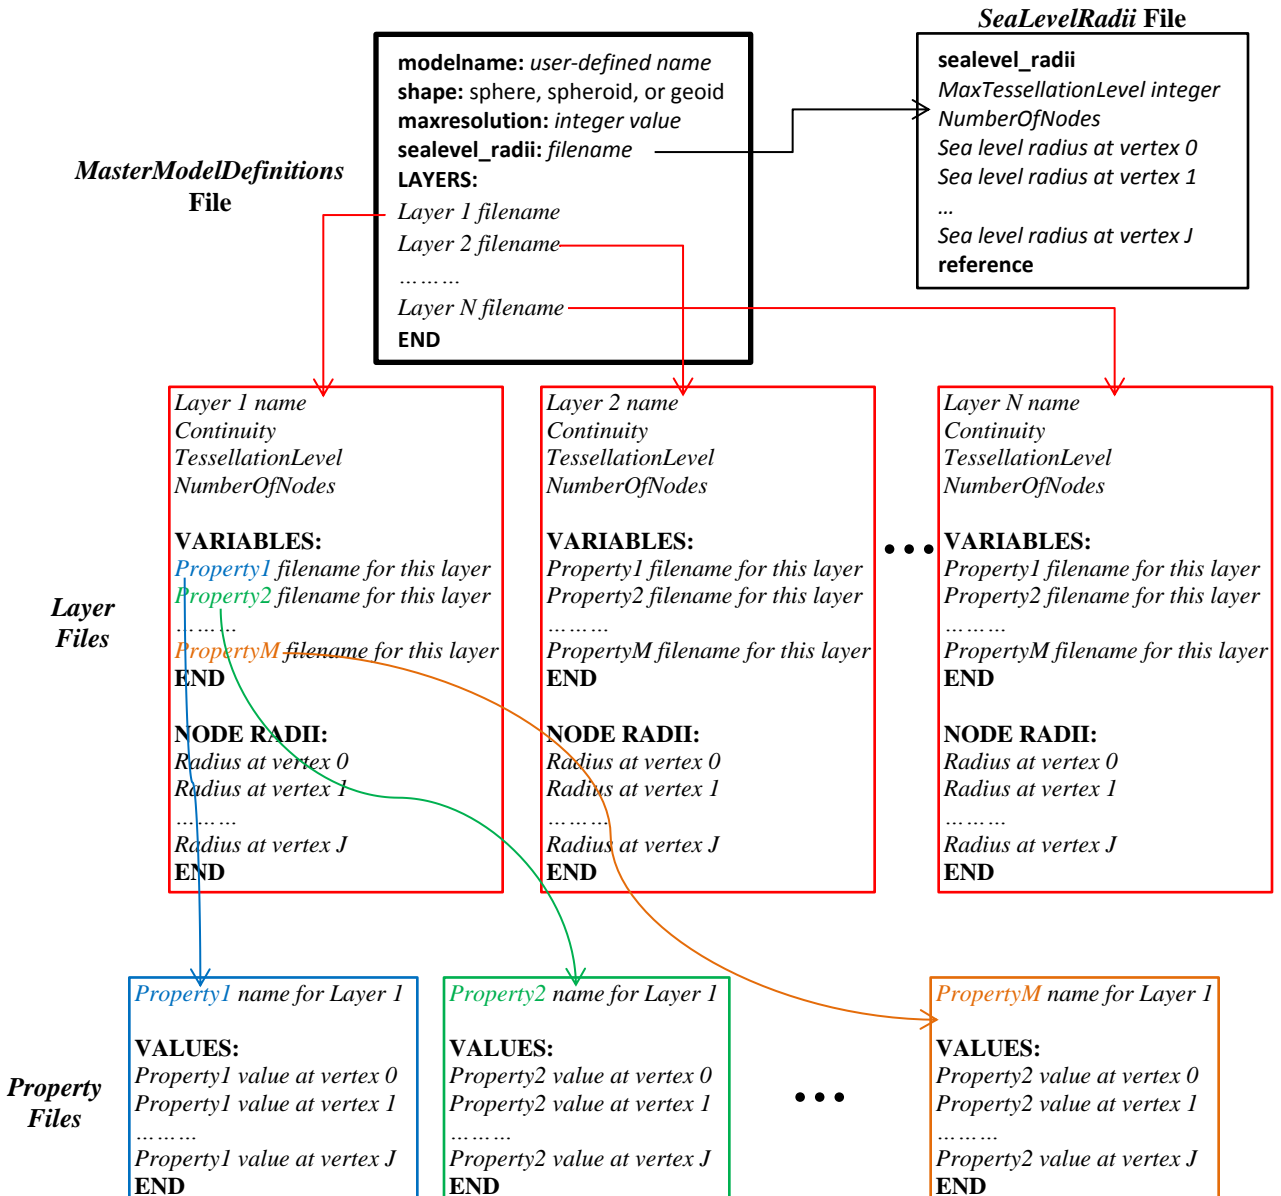 SeaLevelRadii File
modelname: user-defined name
shape: sphere, spheroid, or geoid
maxresolution: integer value
sealevel_radii: filename
LAYERS:
Layer 1 filename
Layer 2 filename
………
Layer N filename
END
sealevel_radii
MaxTessellationLevel integer
NumberOfNodes
Sea level radius at vertex 0
Sea level radius at vertex 1
…
Sea level radius at vertex J
reference
MasterModelDefinitions
File
Layer 1 name
Continuity
TessellationLevel
NumberOfNodes
VARIABLES:
Property1 filename for this layer
Property2 filename for this layer
………
PropertyM filename for this layer
END
NODE RADII:
Radius at vertex 0
Radius at vertex 1
………
Radius at vertex J
END
Layer 2 name
Continuity
TessellationLevel
NumberOfNodes
VARIABLES:
Property1 filename for this layer
Property2 filename for this layer
………
PropertyM filename for this layer
END
NODE RADII:
Radius at vertex 0
Radius at vertex 1
………
Radius at vertex J
END
...
Layer N name
Continuity
TessellationLevel
NumberOfNodes
VARIABLES:
Property1 filename for this layer
Property2 filename for this layer
………
PropertyM filename for this layer
END
NODE RADII:
Radius at vertex 0
Radius at vertex 1
………
Radius at vertex J
END
Layer
Files
Property1 name for Layer 1
VALUES:
Property1 value at vertex 0
Property1 value at vertex 1
………
Property1 value at vertex J
END
Property2 name for Layer 1
VALUES:
Property2 value at vertex 0
Property2 value at vertex 1
………
Property2 value at vertex J
END
...
PropertyM name for Layer 1
VALUES:
Property2 value at vertex 0
Property2 value at vertex 1
………
Property2 value at vertex J
END
Property
Files